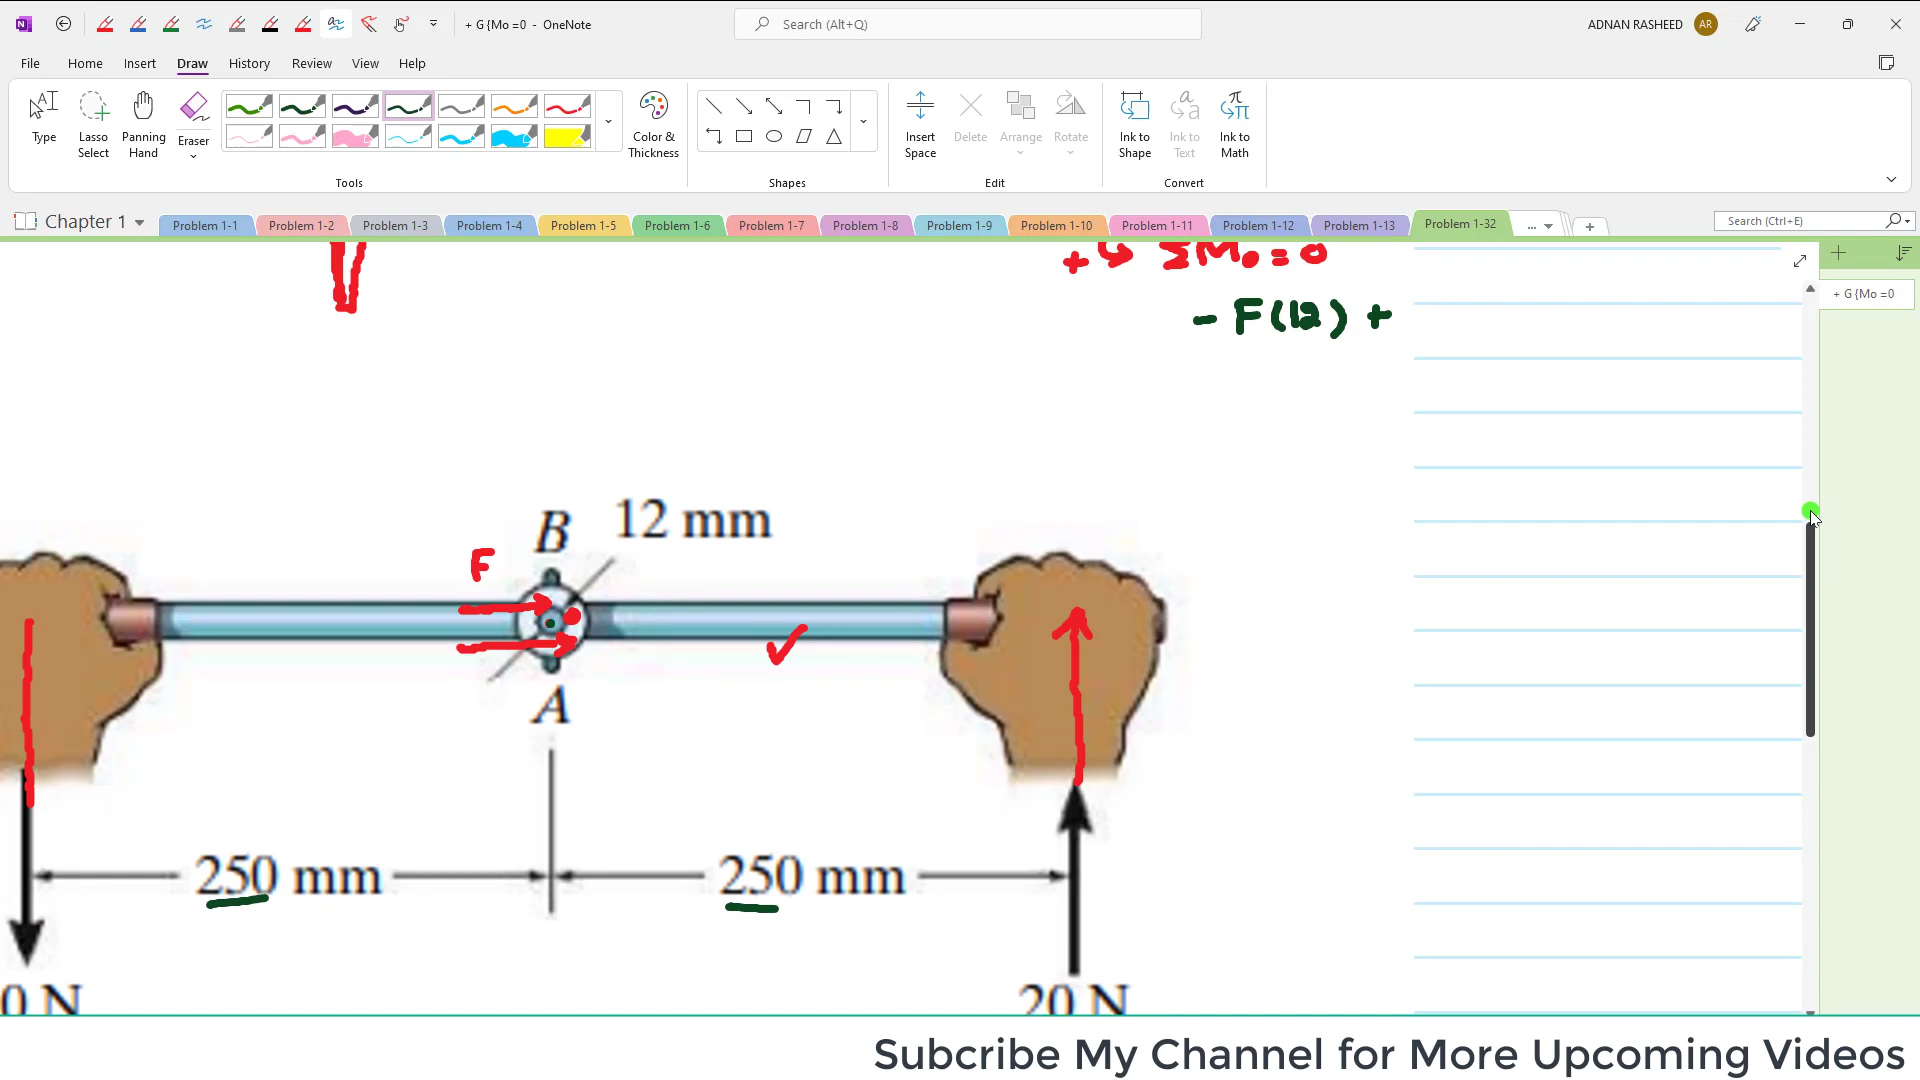 + G {Mo =0 - OneNote
Search (Alt+Q)
ADNAN RASHEED
AR
File
Home
Insert
Draw
History
Review
View
Help
Type
Lasso Select
Panning Hand
Eraser
Color & Thickness
Insert Space
Delete
Arrange
Rotate
Ink to Shape
Ink to Text
Ink to Math
Tools
Shapes
Edit
Convert
Chapter 1
Problem 1-1
Problem 1-2
Problem 1-3
Problem 1-4
Problem 1-5
Problem 1-6
Problem 1-7
Problem 1-8
Problem 1-9
Problem 1-10
Problem 1-11
Problem 1-12
Problem 1-13
Problem 1-32
...
Search (Ctrl+E)
+ G {Mo =0
+ ↪ ΣMo = 0
- F(12) +
B
12 mm
F
A
250 mm
250 mm
0 N
20 N
Subcribe My Channel for More Upcoming Videos